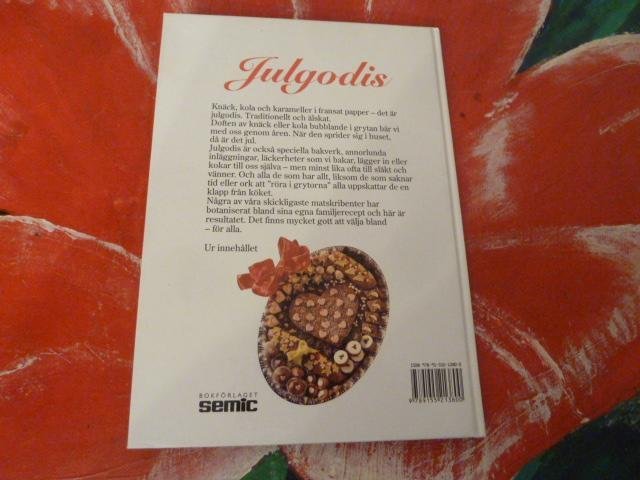 Julgodis
Knäck, kola och karameller i fransat papper – det är
julgodis. Traditionellt och älskat.
Doften av knäck eller kola bubblande i grytan bär vi
med oss genom åren. När den sprider sig i huset,
då är det jul.
Julgodis är också speciella bakverk, annorlunda
inläggningar, läckerheter som vi bakar, lägger in eller
kokar till oss själva – men minst lika ofta till släkt och
vänner. Och alla de som har allt, liksom de som saknar
tid eller ork att "röra i grytorna" alla uppskattar de en
klapp från köket.
Några av våra skickligaste matskribenter har
botaniserat bland sina egna familjerecept och här är
resultatet. Det finns mycket gott att välja bland
– för alla.
Ur innehållet
BOKFÖRLAGET
semic